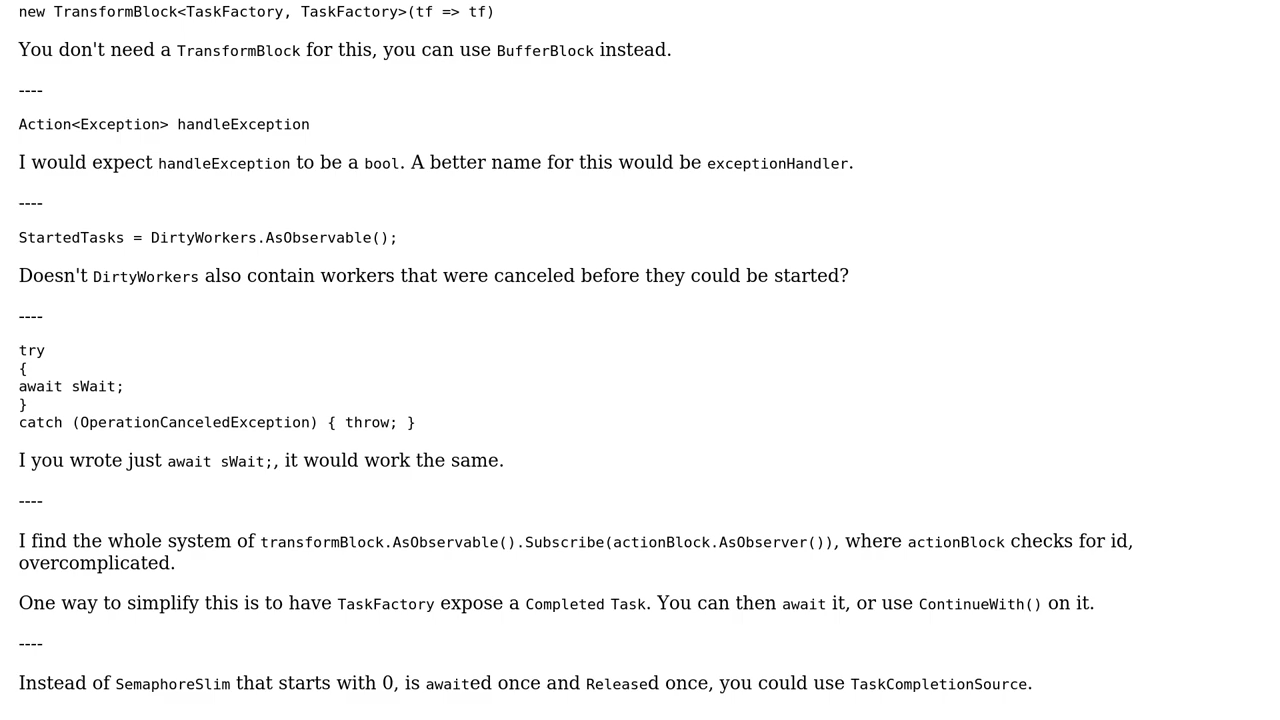 new TransformBlock<TaskFactory, TaskFactory>(tf => tf)
You don't need a TransformBlock for this, you can use BufferBlock instead.
----
Action<Exception> handleException
I would expect handleException to be a bool. A better name for this would be exceptionHandler.
----
StartedTasks = DirtyWorkers.AsObservable();
Doesn't DirtyWorkers also contain workers that were canceled before they could be started?
----
try
{
await sWait;
}
catch (OperationCanceledException) { throw; }
I you wrote just await sWait;, it would work the same.
----
I find the whole system of transformBlock.AsObservable().Subscribe(actionBlock.AsObserver()), where actionBlock checks for id,
overcomplicated.
One way to simplify this is to have TaskFactory expose a Completed Task. You can then await it, or use ContinueWith() on it.
----
Instead of SemaphoreSlim that starts with 0, is awaited once and Released once, you could use TaskCompletionSource.